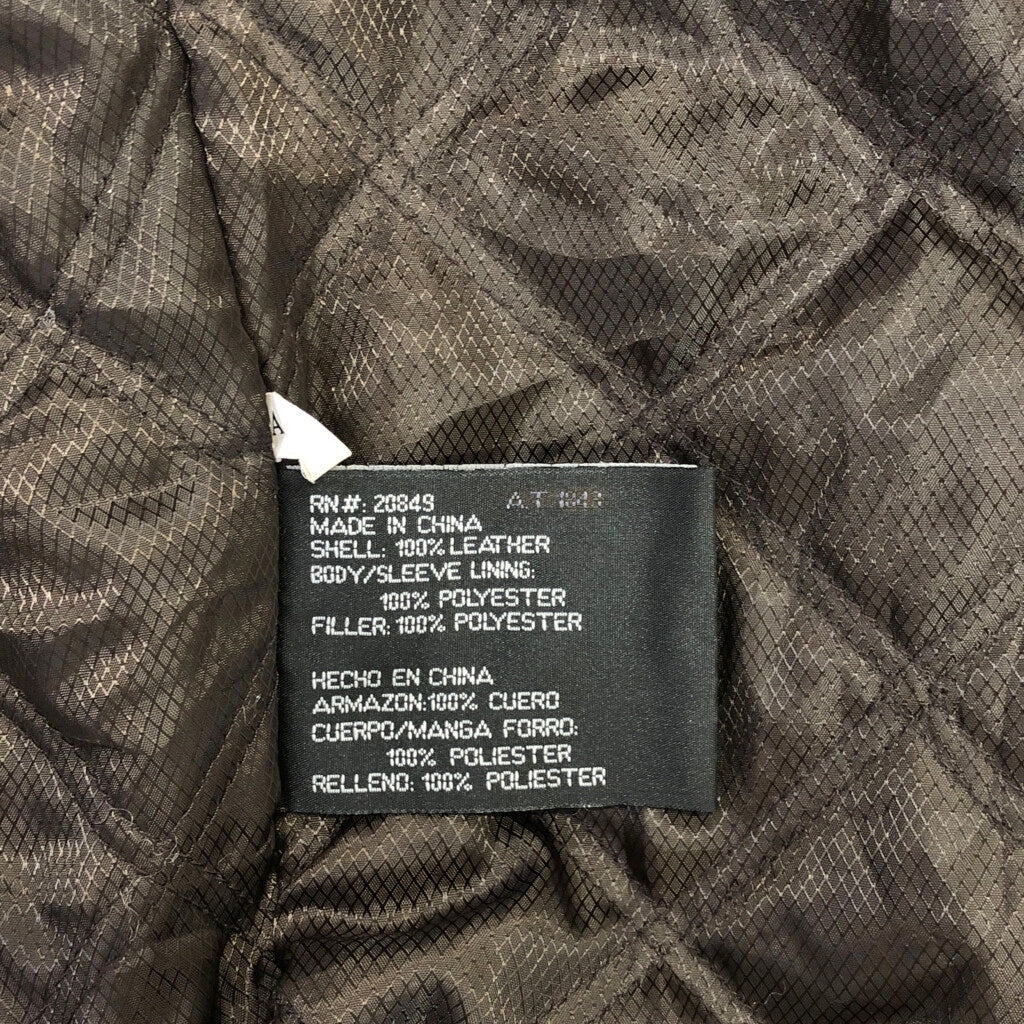 A
RN#: 20849 A.T 1843
MADE IN CHINA
SHELL: 100% LEATHER
BODY/SLEEVE LINING:
100% POLYESTER
FILLER: 100% POLYESTER
HECHO EN CHINA
ARMAZON:100% CUERO
CUERPO/MANGA FORRO:
100% POLIESTER
RELLENO: 100% POLIESTER